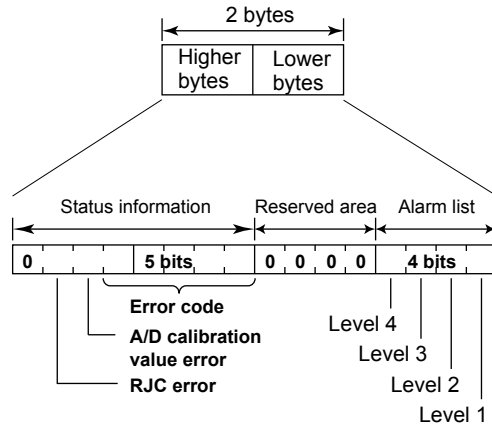 2 bytes
Higher bytes
Lower bytes
Status information
Reserved area
Alarm list
0
5 bits
0 0 0 0
4 bits
Error code
A/D calibration
value error
RJC error
Level 4
Level 3
Level 2
Level 1